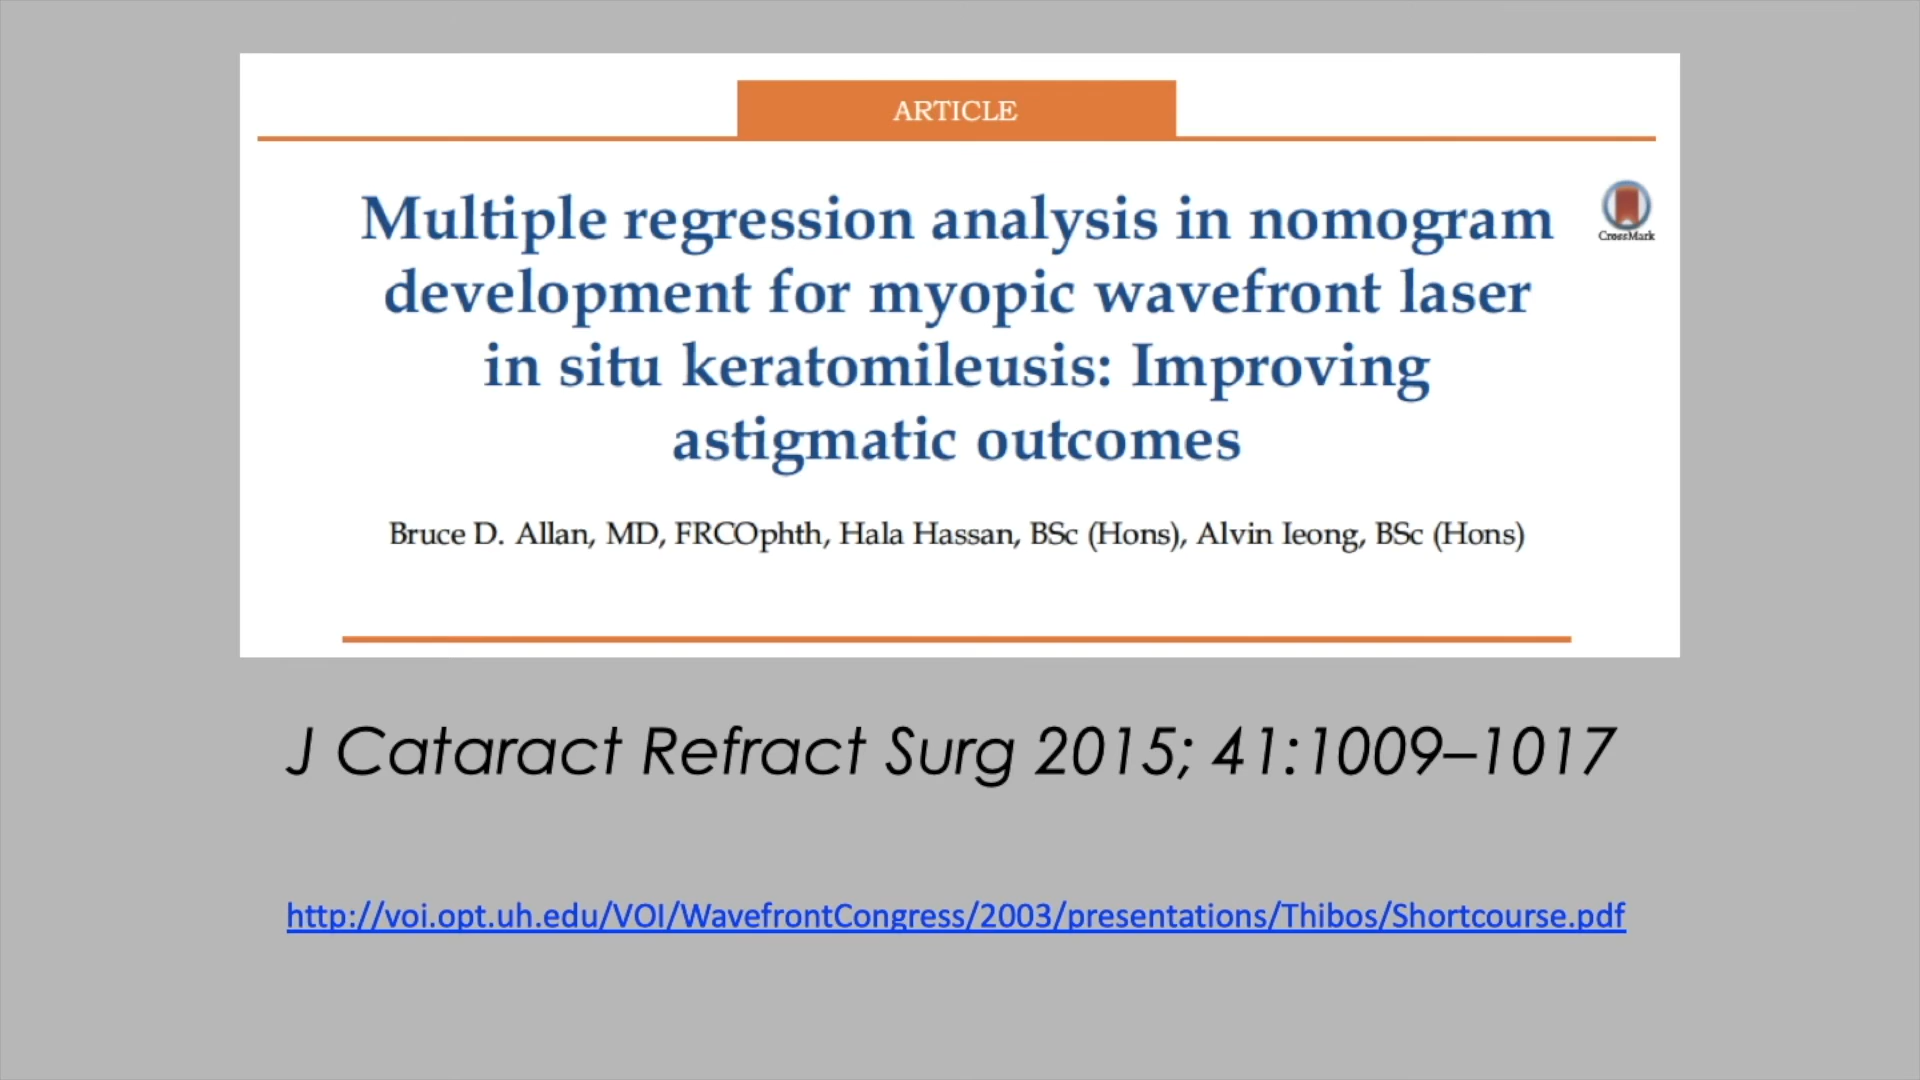 ARTICLE
Multiple regression analysis in nomogram
development for myopic wavefront laser
in situ keratomileusis: Improving
astigmatic outcomes
CrossMark
Bruce D. Allan, MD, FRCOphth, Hala Hassan, BSc (Hons), Alvin Ieong, BSc (Hons)
J Cataract Refract Surg 2015; 41:1009–1017
http://voi.opt.uh.edu/VOI/WavefrontCongress/2003/presentations/Thibos/Shortcourse.pdf